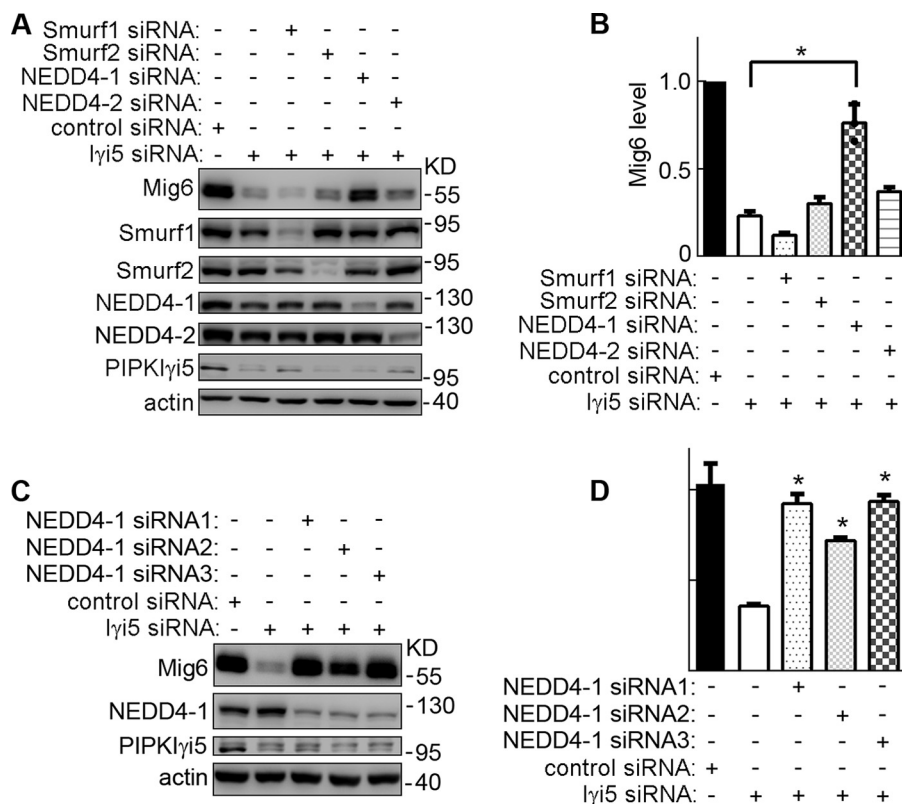 A
Smurf1 siRNA: - - + - - -
Smurf2 siRNA: - - - + - -
NEDD4-1 siRNA: - - - - + -
NEDD4-2 siRNA: - - - - - +
control siRNA: + - - - - -
Iγi5 siRNA: - + + + + +
KD
Mig6 -55
Smurf1 -95
Smurf2 -95
NEDD4-1 -130
NEDD4-2 -130
PIPKIγi5 -95
actin -40
B
*
Mig6 level
1.0
0.5
0
Smurf1 siRNA: - - + - - -
Smurf2 siRNA: - - - + - -
NEDD4-1 siRNA: - - - - + -
NEDD4-2 siRNA: - - - - - +
control siRNA: + - - - - -
Iγi5 siRNA: - + + + + +
C
NEDD4-1 siRNA1: - - + - -
NEDD4-1 siRNA2: - - - + -
NEDD4-1 siRNA3: - - - - +
control siRNA: + - - - -
Iγi5 siRNA: - + + + +
KD
Mig6 -55
NEDD4-1 -130
PIPKIγi5 -95
actin -40
D
* * *
NEDD4-1 siRNA1: - - + - -
NEDD4-1 siRNA2: - - - + -
NEDD4-1 siRNA3: - - - - +
control siRNA: + - - - -
Iγi5 siRNA: - + + + +